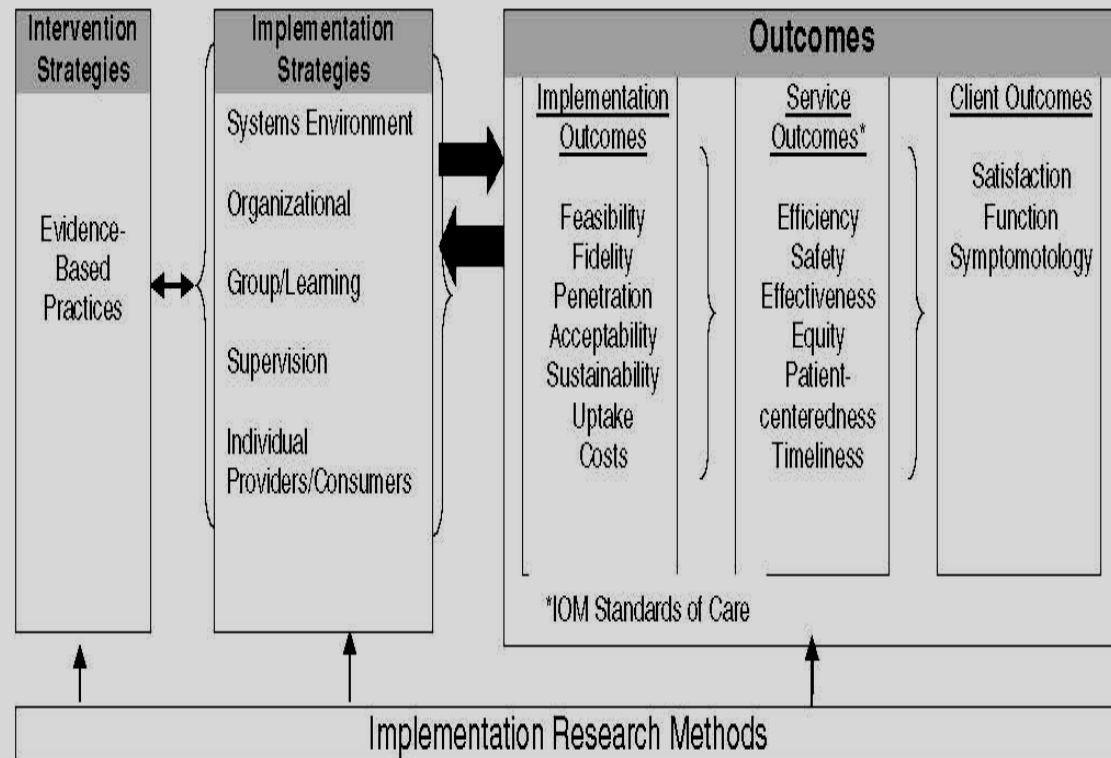 Intervention
Strategies
Evidence-
Based
Practices
Implementation
Strategies
Systems Environment
Organizational
Group/Learning
Supervision
Individual
Providers/Consumers
Outcomes
Implementation
Outcomes
Feasibility
Fidelity
Penetration
Acceptability
Sustainability
Uptake
Costs
Service
Outcomes*
Efficiency
Safety
Effectiveness
Equity
Patient-
centeredness
Timeliness
Client Outcomes
Satisfaction
Function
Symptomotology
*IOM Standards of Care
Implementation Research Methods